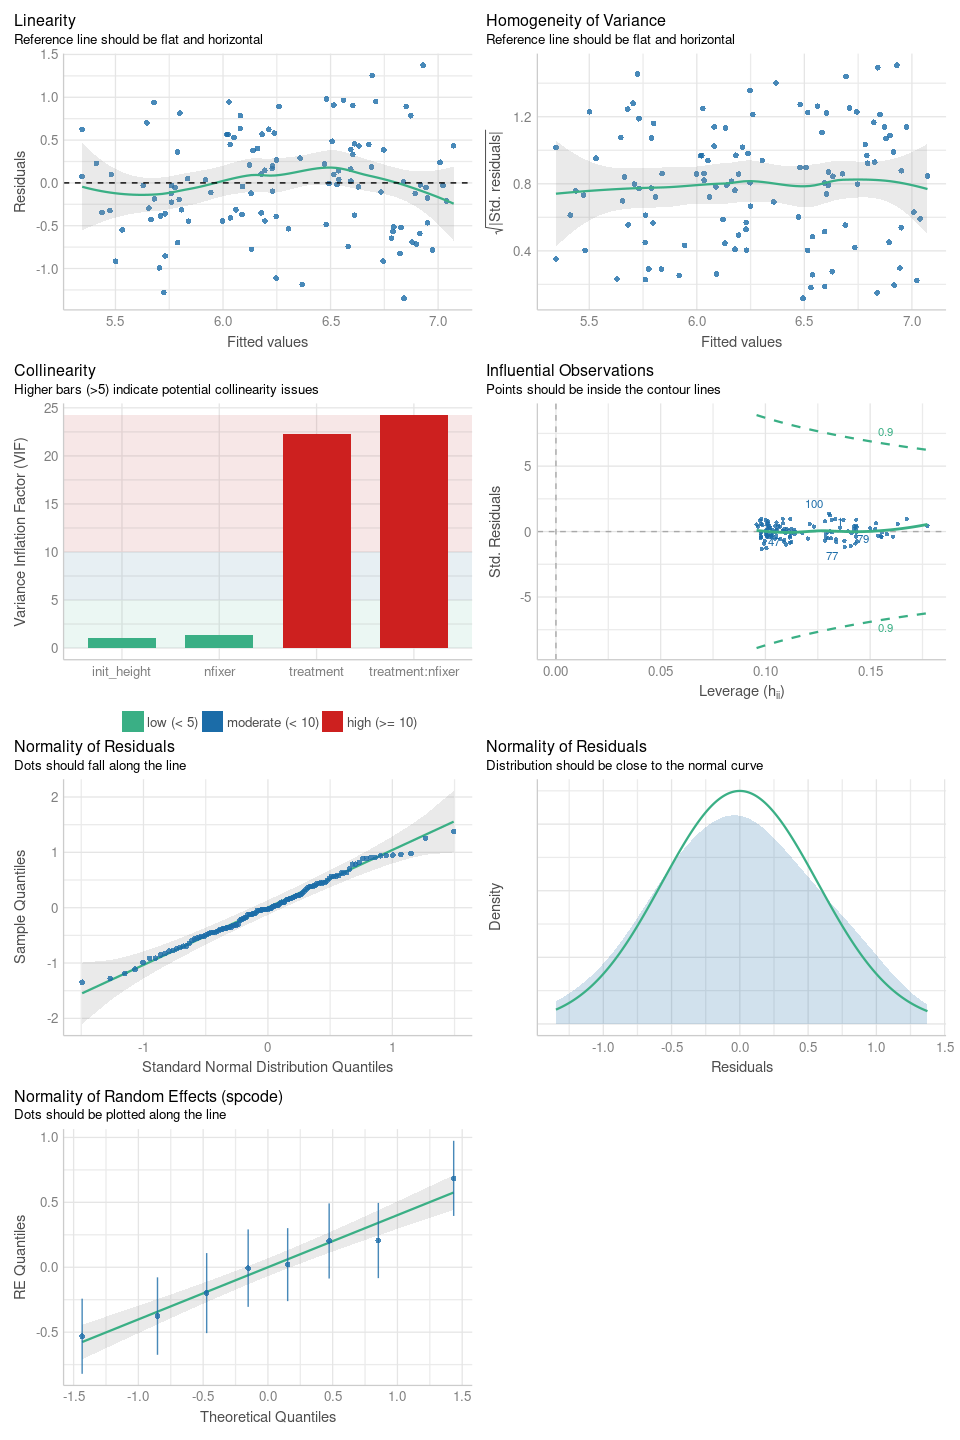 Linearity
Reference line should be flat and horizontal
1.5
1.0
0.5
0.0
-0.5
-1.0
Residuals
5.5 6.0 6.5 7.0
Fitted values
Homogeneity of Variance
Reference line should be flat and horizontal
1.2
0.8
0.4
√|Std. residuals|
5.5 6.0 6.5 7.0
Fitted values
Collinearity
Higher bars (>5) indicate potential collinearity issues
25
20
15
10
5
0
Variance Inflation Factor (VIF)
init_height nfixer treatment treatment:nfixer
low (< 5) moderate (< 10) high (>= 10)
Influential Observations
Points should be inside the contour lines
0.9
5
0
-5
Std. Residuals
100
47
79
77
0.9
0.00 0.05 0.10 0.15
Leverage (hii)
Normality of Residuals
Dots should fall along the line
2
1
0
-1
-2
Sample Quantiles
-1 0 1
Standard Normal Distribution Quantiles
Normality of Residuals
Distribution should be close to the normal curve
Density
-1.0 -0.5 0.0 0.5 1.0 1.5
Residuals
Normality of Random Effects (spcode)
Dots should be plotted along the line
1.0
0.5
0.0
-0.5
RE Quantiles
-1.5 -1.0 -0.5 0.0 0.5 1.0 1.5
Theoretical Quantiles